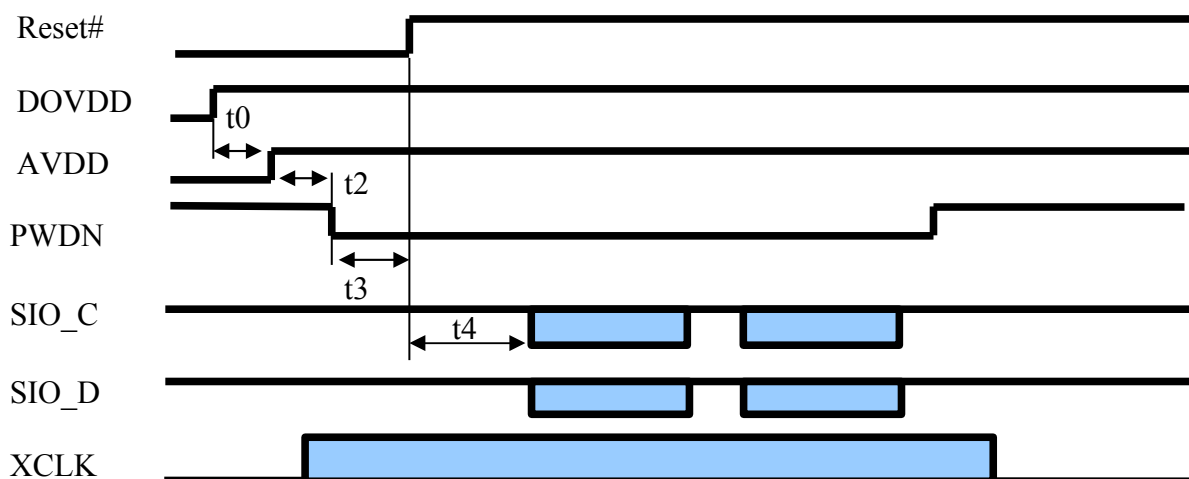 Reset#
DOVDD
t0
AVDD
t2
PWDN
t3
SIO_C
t4
SIO_D
XCLK